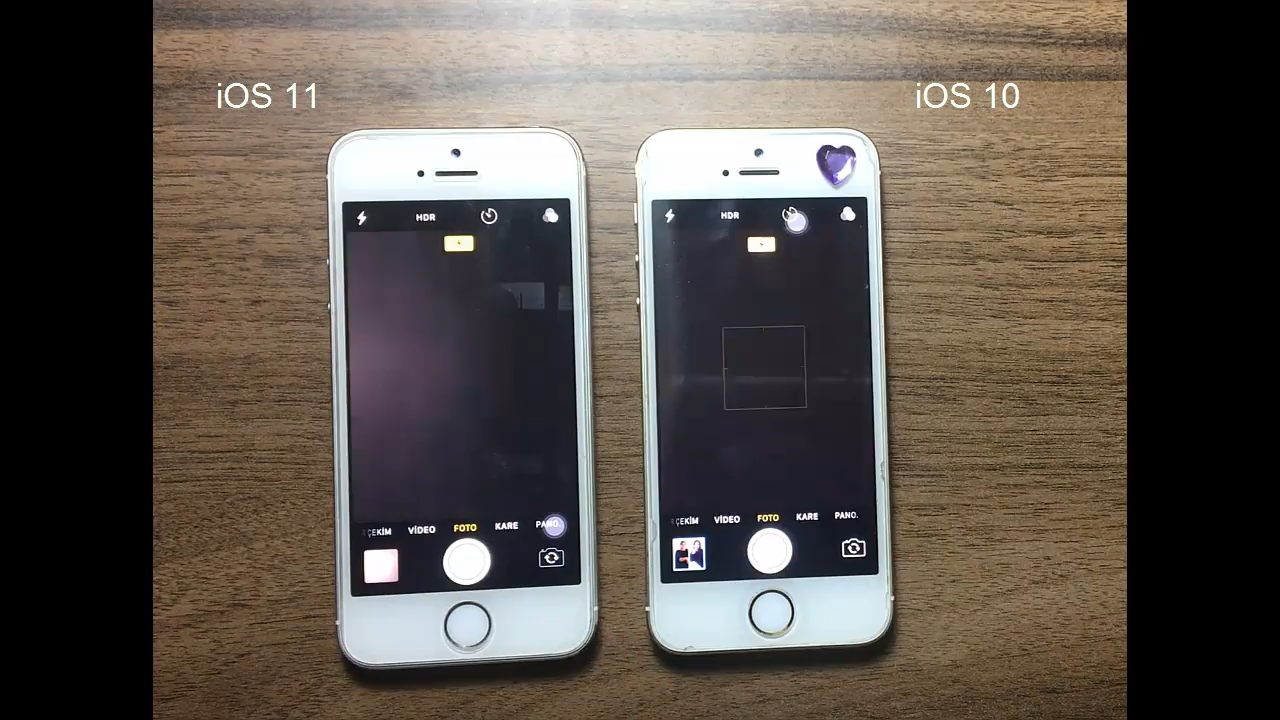 iOS 11
iOS 10
HDR
HDR
ÇEKİM VİDEO FOTO KARE PANO.
ÇEKİM VİDEO FOTO KARE PANO.